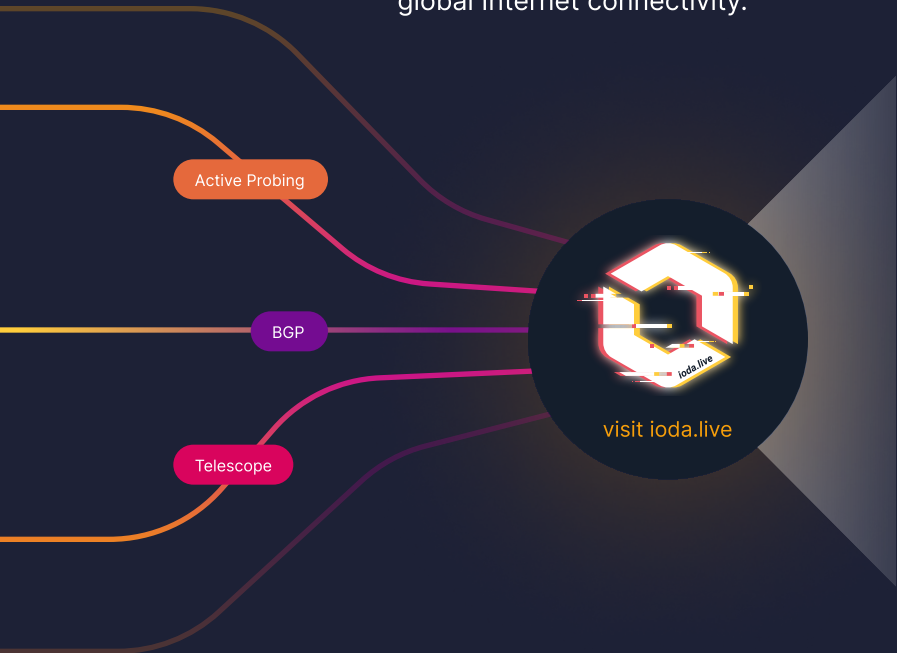 global internet connectivity.
Active Probing
BGP
ioda.live
visit ioda.live
Telescope